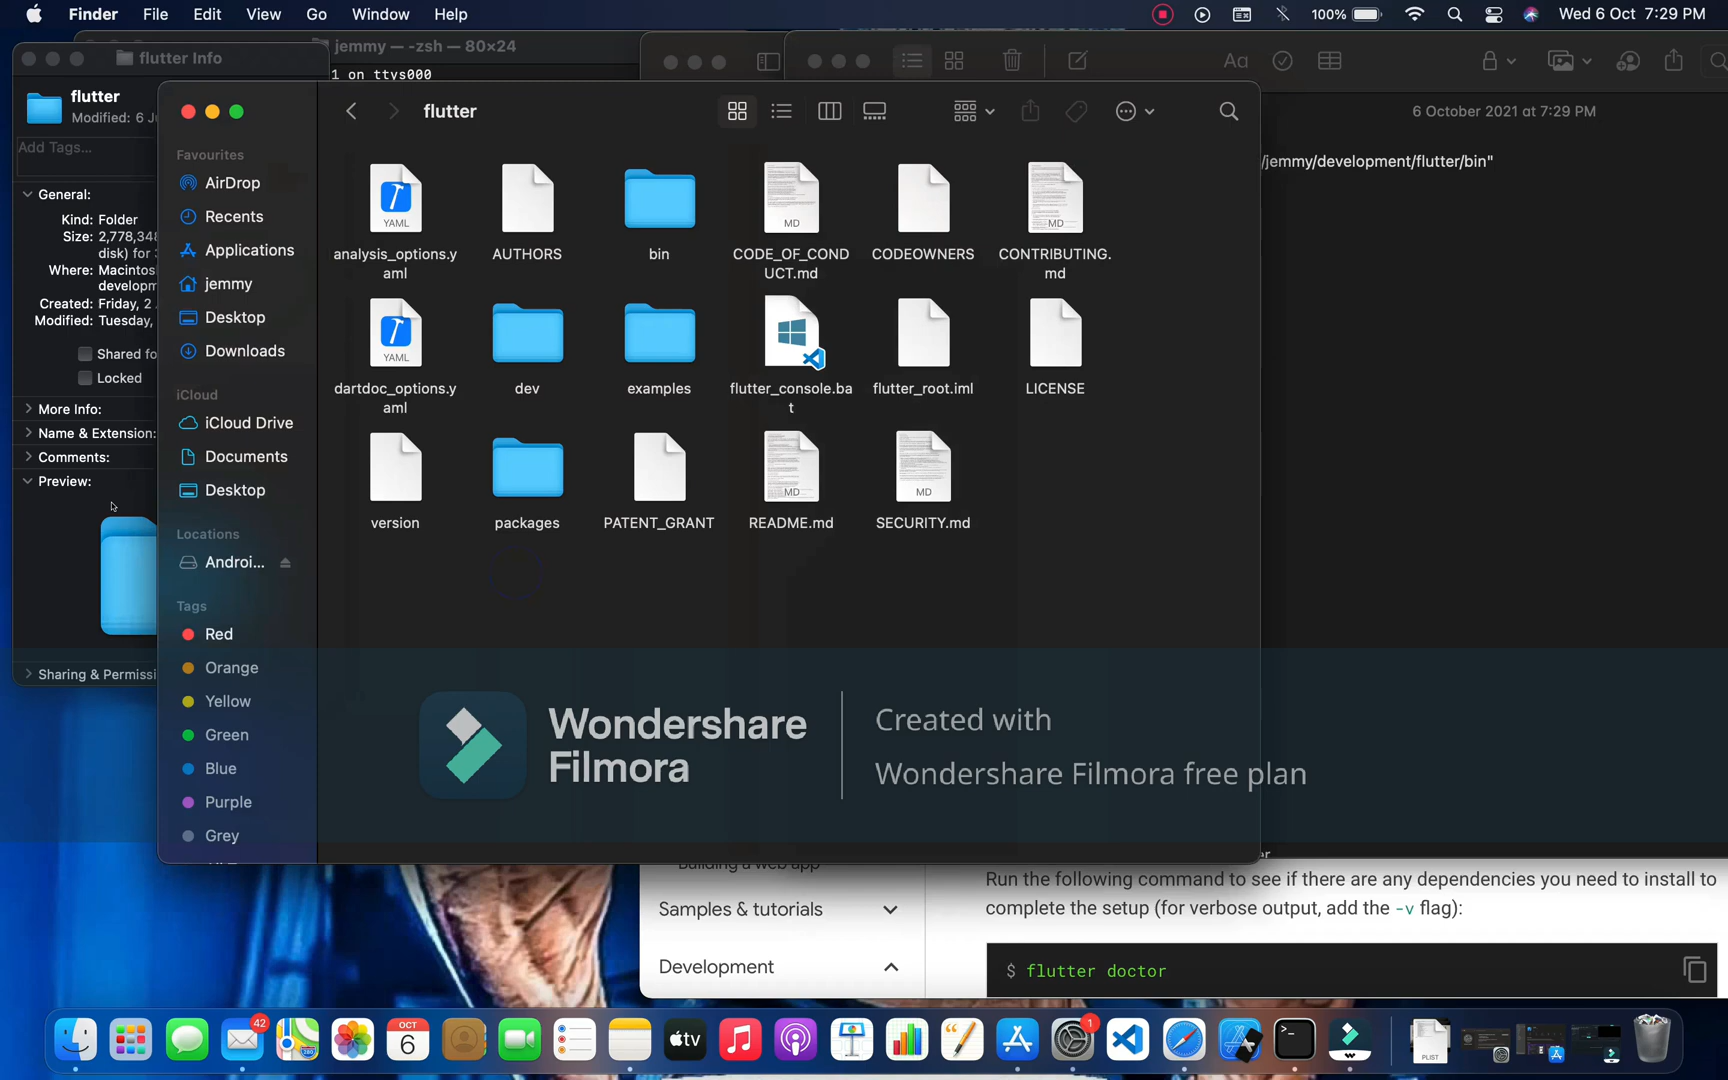 Finder File Edit View Go Window Help
100% Wed 6 Oct 7:29 PM
flutter Info
jemmy — -zsh — 80×24
1 on ttys000
flutter
Modified: 6
Add Tags...
General:
Kind: Folder
Size: 2,778,348
disk) for
Where: Macintos
developm
Created: Friday, 2
Modified: Tuesday,
Shared fo
Locked
More Info:
Name & Extension:
Comments:
Preview:
Sharing & Permissi
flutter
Favourites
AirDrop
Recents
Applications
jemmy
Desktop
Downloads
iCloud
iCloud Drive
Documents
Desktop
Locations
Androi...
Tags
Red
Orange
Yellow
Green
Blue
Purple
Grey
YAML
MD
MD
analysis_options.y
aml
AUTHORS
bin
CODE_OF_COND
UCT.md
CODEOWNERS
CONTRIBUTING.
md
YAML
dartdoc_options.y
aml
dev
examples
flutter_console.ba
t
flutter_root.iml
LICENSE
MD
MD
version
packages
PATENT_GRANT
README.md
SECURITY.md
Aa
6 October 2021 at 7:29 PM
/jemmy/development/flutter/bin"
Wondershare
Filmora
Created with
Wondershare Filmora free plan
Building a web app
Samples & tutorials
Development
Run the following command to see if there are any dependencies you need to install to
complete the setup (for verbose output, add the -v flag):
$ flutter doctor
42
OCT
6
tv
1
>_
PLIST